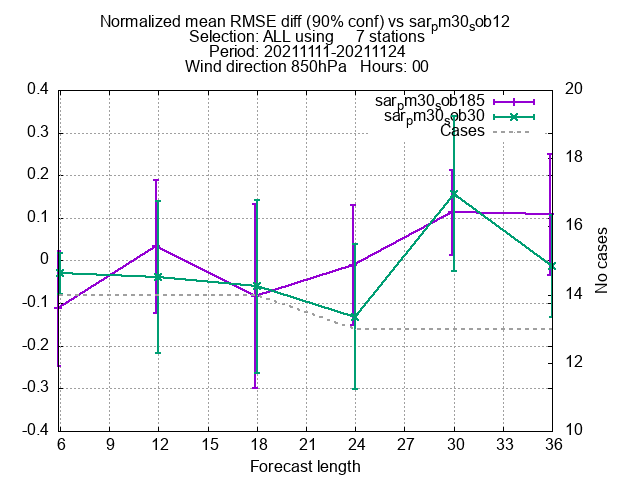 Normalized mean RMSE diff (90% conf) vs sarpm30sob12
Selection: ALL using 7 stations
Period: 20211111-20211124
Wind direction 850hPa Hours: 00
0.4
0.3
0.2
0.1
0
-0.1
-0.2
-0.3
-0.4
sarpm30sob185
sarpm30sob30
Cases
20
18
16
14
12
10
No cases
6 9 12 15 18 21 24 27 30 33 36
Forecast length